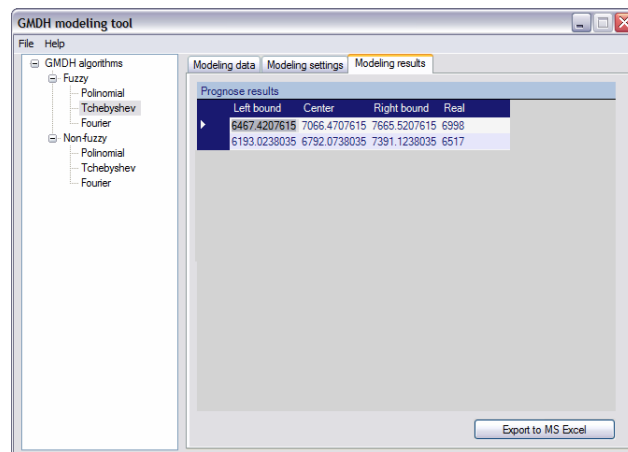 GMDH modeling tool
File Help
GMDH algorithms
Fuzzy
Polinomial
Tchebyshev
Fourier
Non-fuzzy
Polinomial
Tchebyshev
Fourier
Modeling data Modeling settings Modeling results
Prognose results
Left bound Center Right bound Real
6467.4207615 7066.4707615 7665.5207615 6998
6193.0238035 6792.0738035 7391.1238035 6517
Export to MS Excel